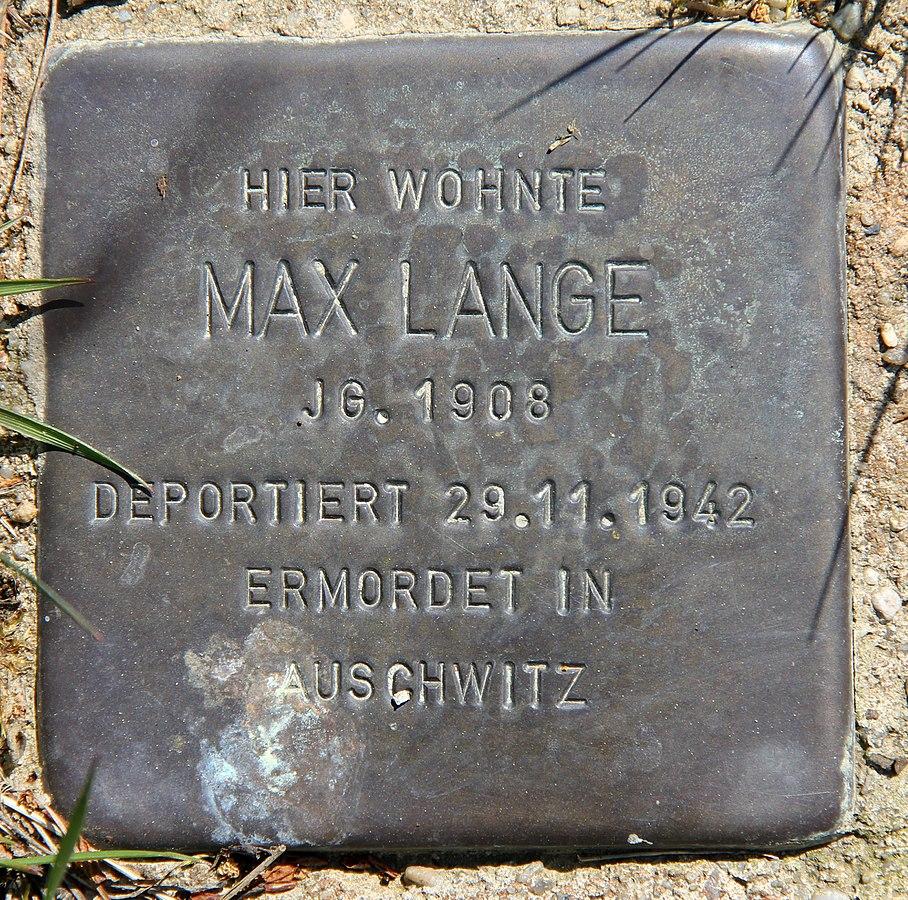 HIER WOHNTE
MAX LANGE
JG. 1908
DEPORTIERT 29.11.1942
ERMORDET IN
AUSCHWITZ